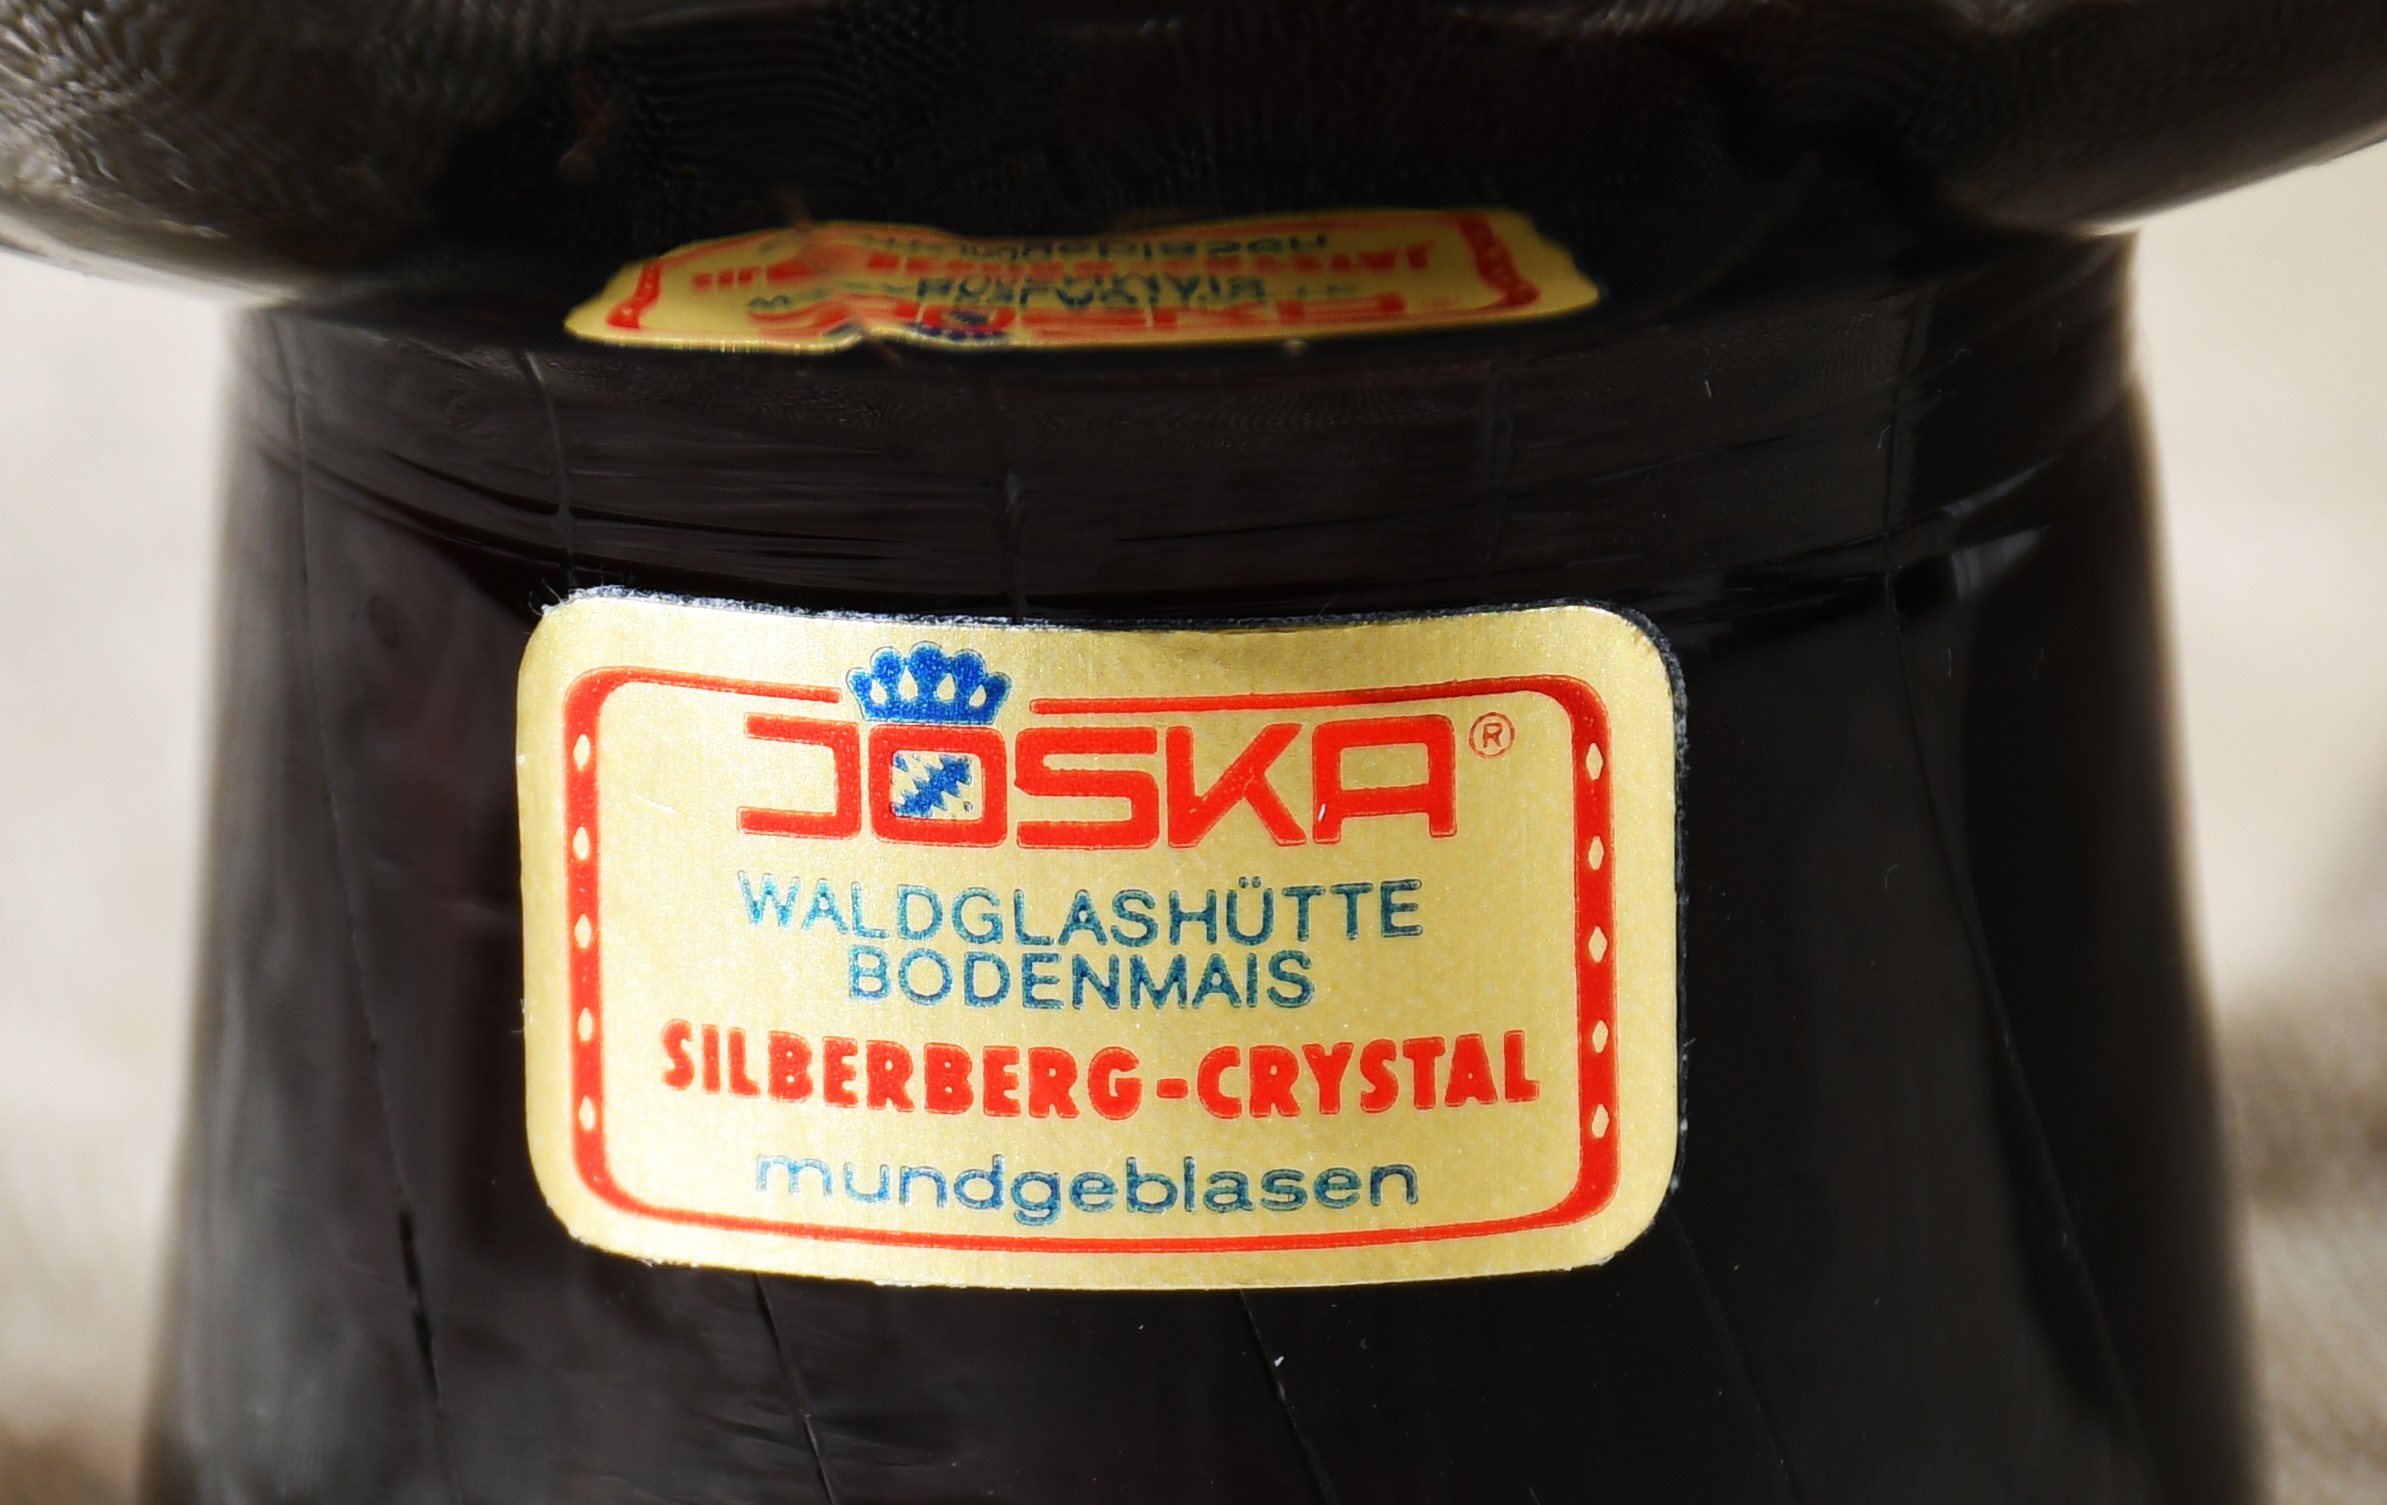 JOSKA®
WALDGLASHÜTTE
BODENMAIS
SILBERBERG-CRYSTAL
mundgeblasen